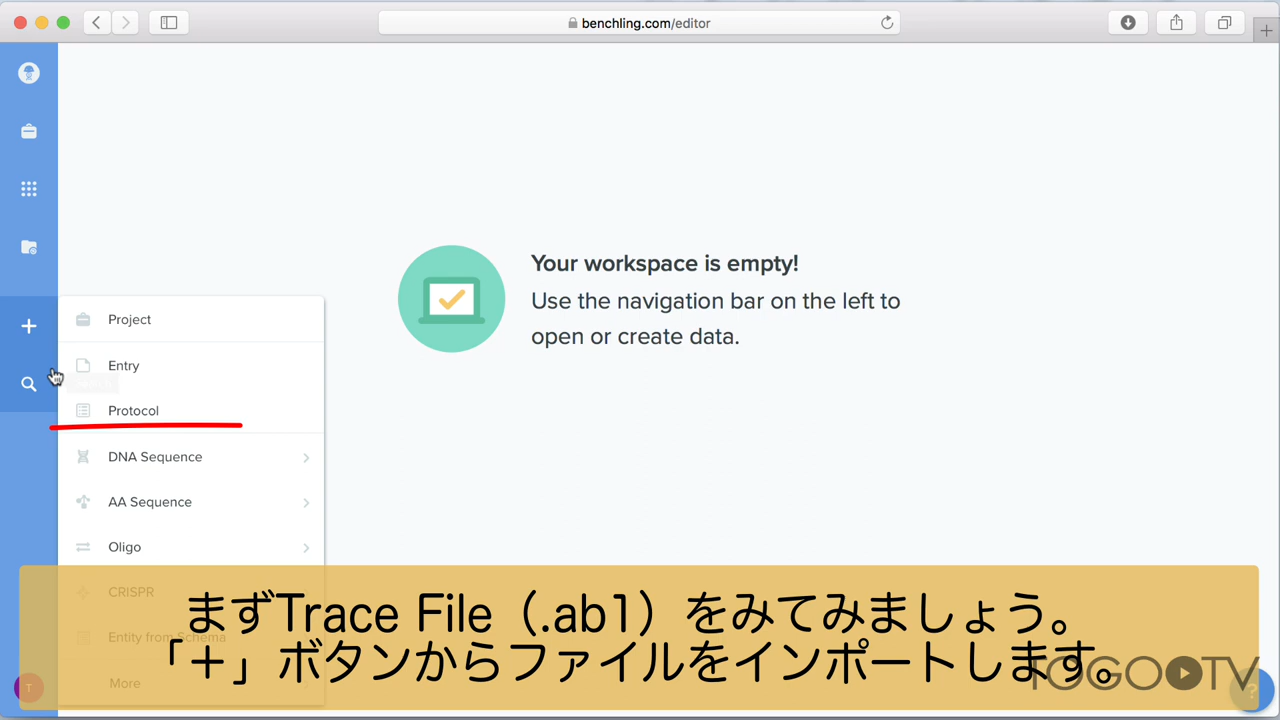 benchling.com/editor
Your workspace is empty!
Use the navigation bar on the left to
open or create data.
Project
Entry
Protocol
DNA Sequence
AA Sequence
Oligo
CRISPR
Entity from Schema
More
T
?
まずTrace File（.ab1）をみてみましょう。
「＋」ボタンからファイルをインポートします。
TOGO TV